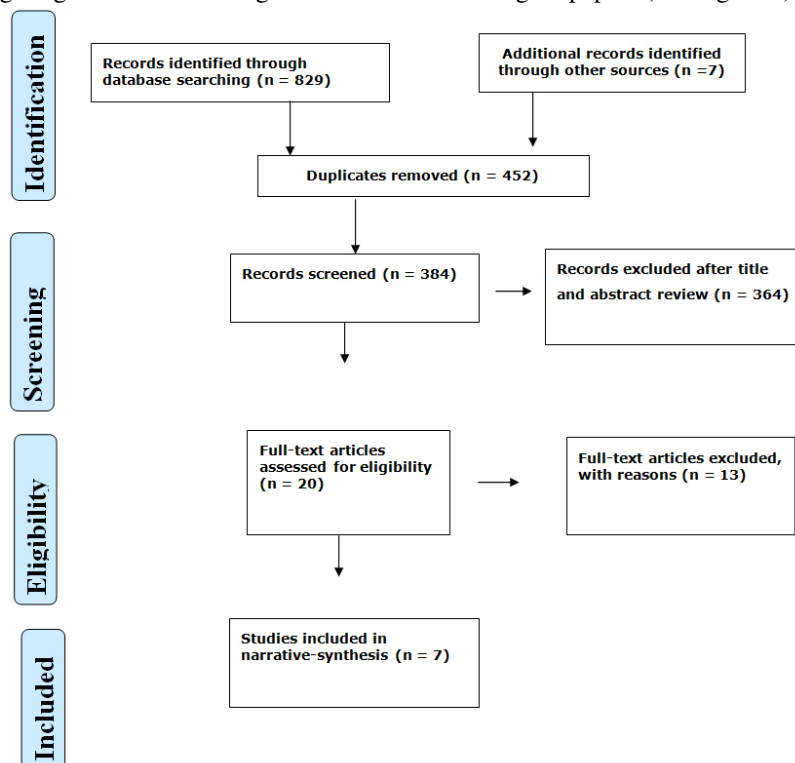 Identification
Records identified through
database searching (n = 829)
Additional records identified
through other sources (n =7)
Duplicates removed (n = 452)
Screening
Records screened (n = 384)
Records excluded after title
and abstract review (n = 364)
Eligibility
Full-text articles
assessed for eligibility
(n = 20)
Full-text articles excluded,
with reasons (n = 13)
Included
Studies included in
narrative-synthesis (n = 7)